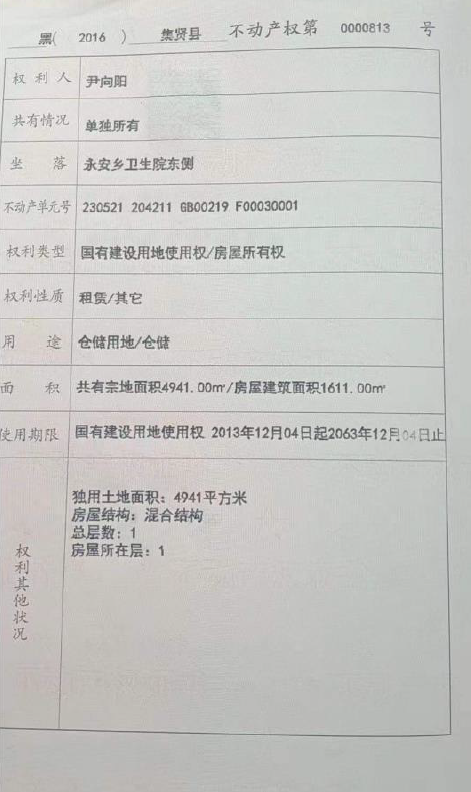 黑( 2016 ) 集贤县 不动产权第 0000813 号
权利人 尹向阳
共有情况 单独所有
坐落 永安乡卫生院东侧
不动产单元号 230521 204211 GB00219 F00030001
权利类型 国有建设用地使用权/房屋所有权
权利性质 租赁/其它
用途 仓储用地/仓储
面积 共有宗地面积4941.00㎡/房屋建筑面积1611.00㎡
使用期限 国有建设用地使用权 2013年12月04日起2063年12月04日止
权利其他状况
独用土地面积：4941平方米
房屋结构：混合结构
总层数：1
房屋所在层：1